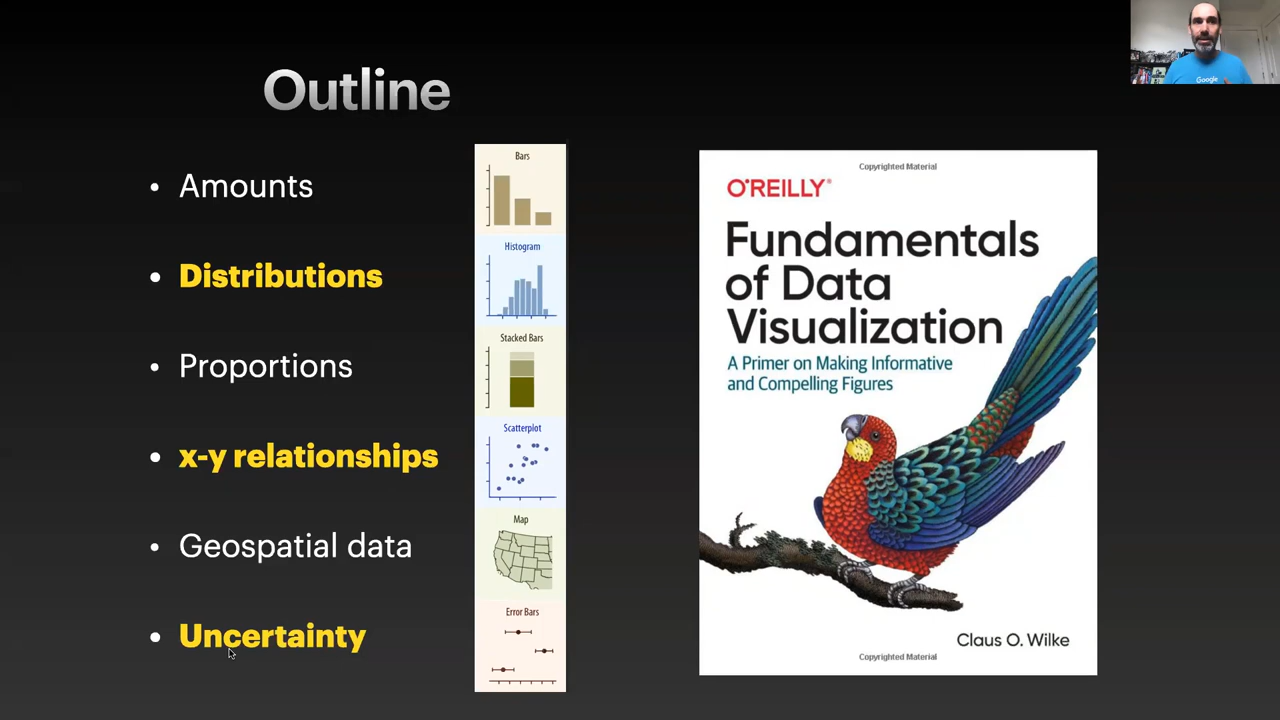 Outline
• Amounts
• Distributions
• Proportions
• x-y relationships
• Geospatial data
• Uncertainty
Bars
Histogram
Stacked Bars
Scatterplot
Map
Error Bars
Copyrighted Material
O'REILLY®
Fundamentals
of Data
Visualization
A Primer on Making Informative
and Compelling Figures
Claus O. Wilke
Copyrighted Material
Google